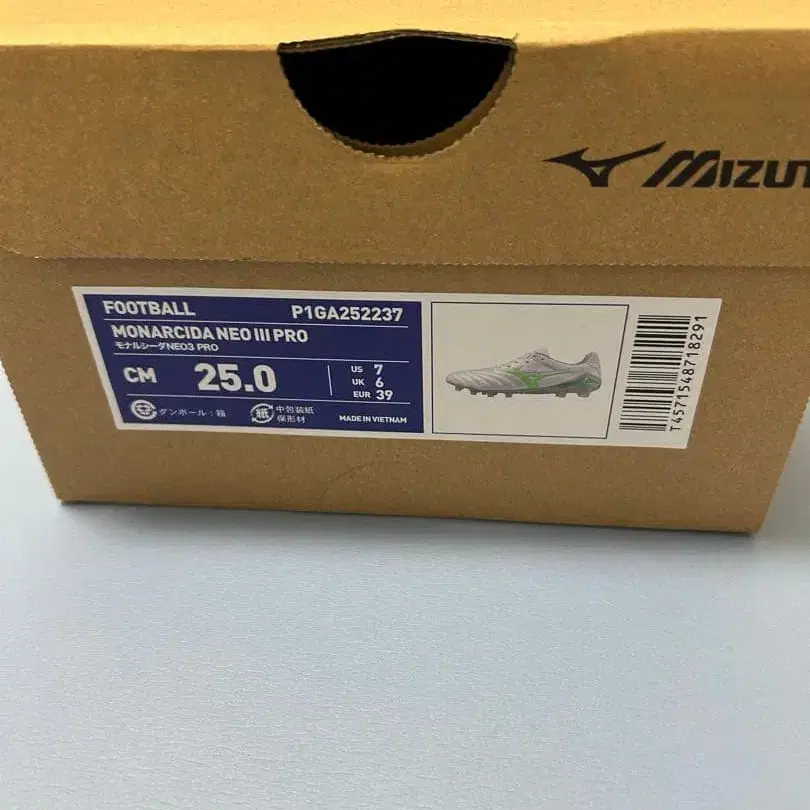 MIZU
FOOTBALL P1GA252237
MONARCIDA NEO III PRO
モナルシーダNEO3 PRO
CM 25.0
US 7
UK 6
EUR 39
ダンボール：箱
紙 中包装紙
保形材
MADE IN VIETNAM
T4571548718291